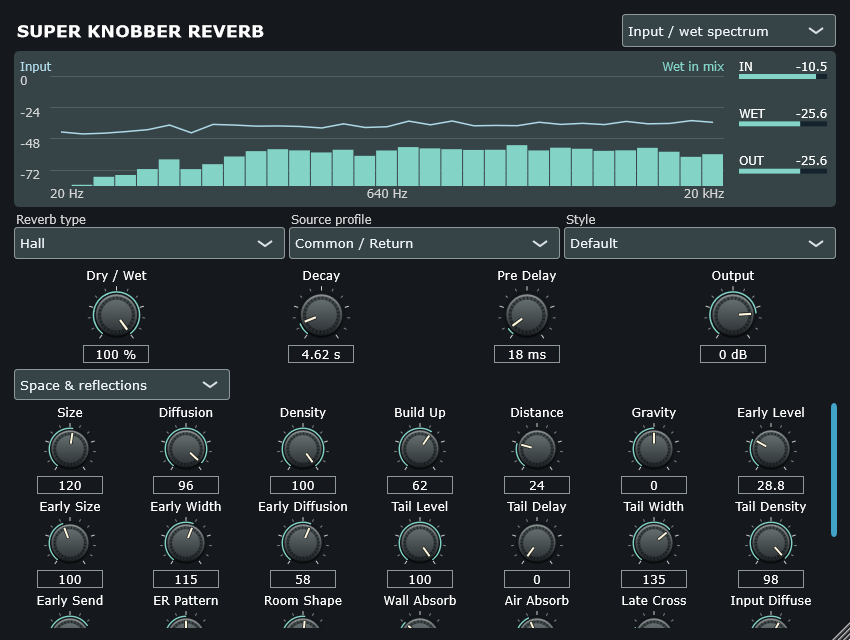 SUPER KNOBBER REVERB
Input / wet spectrum
Input Wet in mix IN -10.5
0
-24 WET -25.6
-48
OUT -25.6
-72
20 Hz 640 Hz 20 kHz
Reverb type Source profile Style
Hall Common / Return Default
Dry / Wet Decay Pre Delay Output
100 % 4.62 s 18 ms 0 dB
Space & reflections
Size Diffusion Density Build Up Distance Gravity Early Level
120 96 100 62 24 0 28.8
Early Size Early Width Early Diffusion Tail Level Tail Delay Tail Width Tail Density
100 115 58 100 0 135 98
Early Send ER Pattern Room Shape Wall Absorb Air Absorb Late Cross Input Diffuse